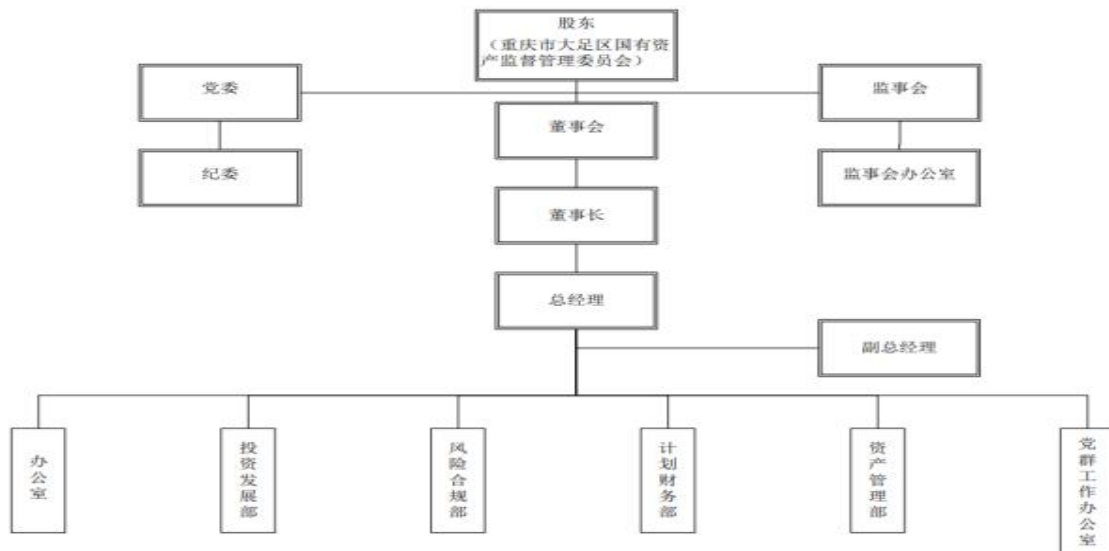 股东
（重庆市大足区国有资
产监督管理委员会）
党委
监事会
董事会
纪委
监事会办公室
董事长
总经理
副总经理
办公室
投资发展部
风险合规部
计划财务部
资产管理部
党群工作办公室